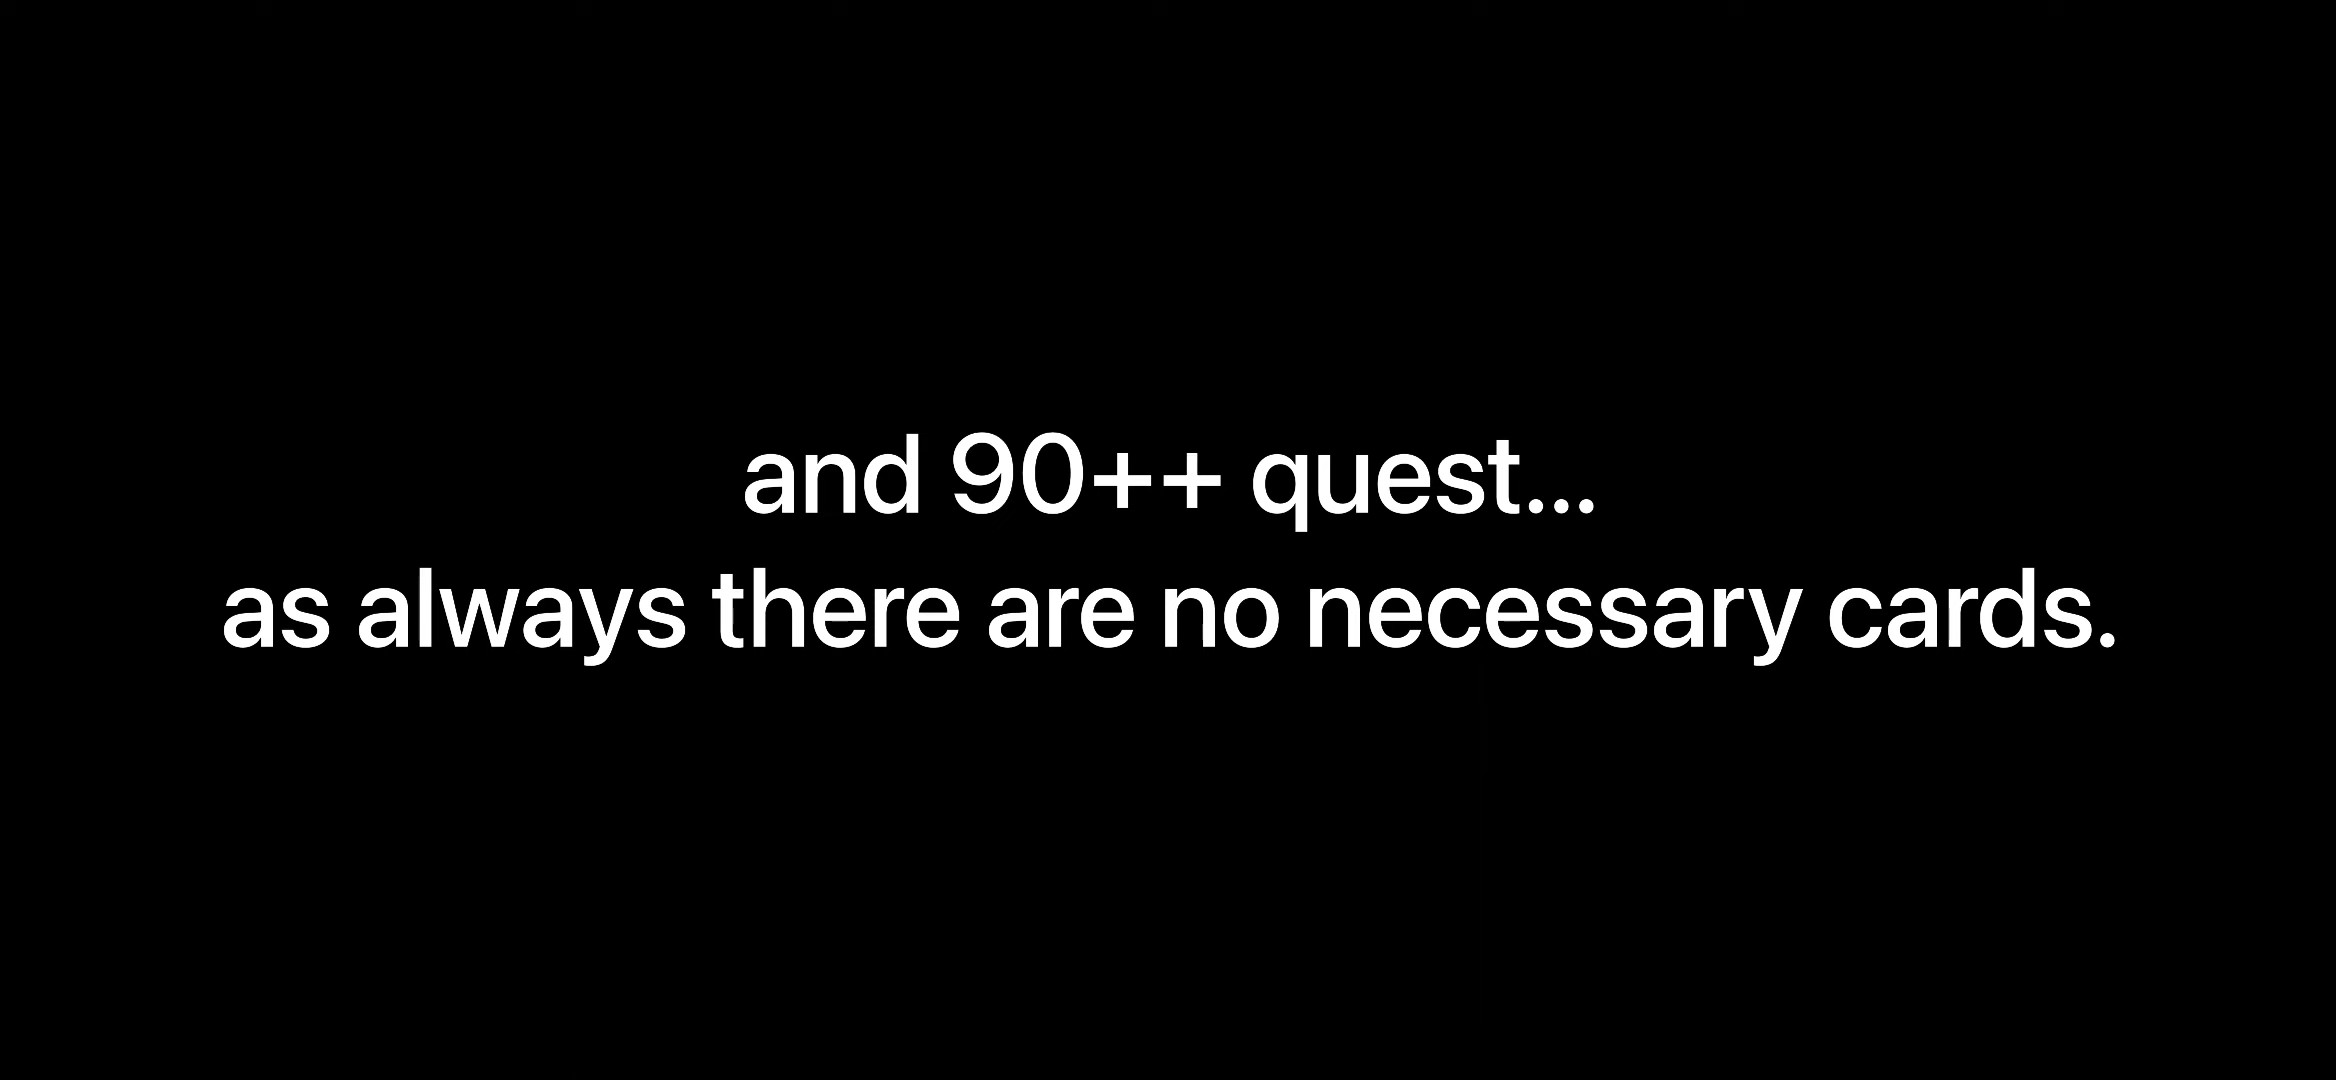 and 90++ quest...
as always there are no necessary cards.